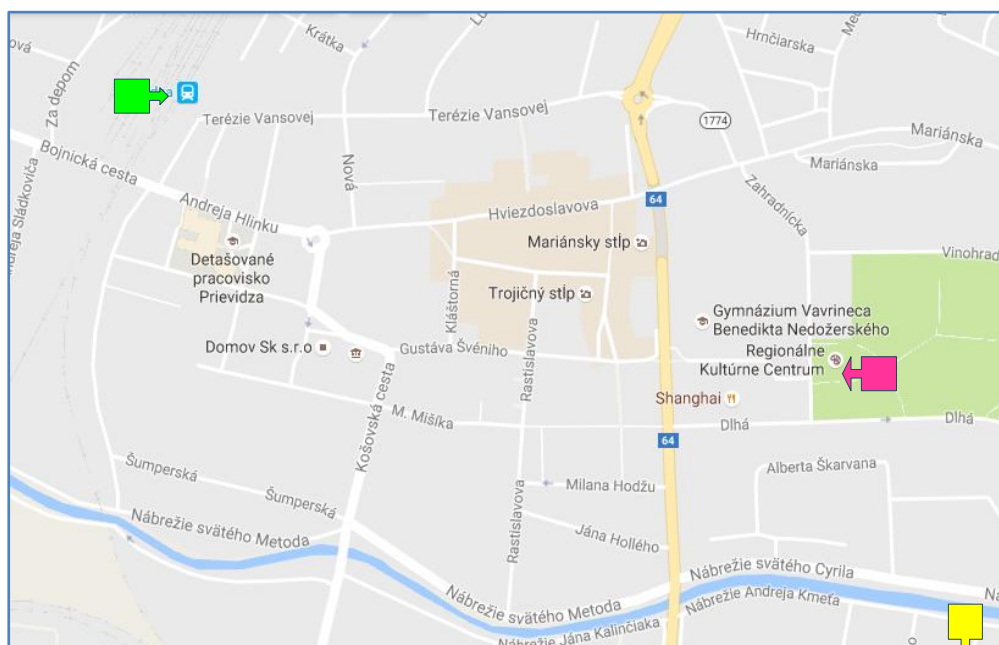 Krátka
Hrnčiarska
ová
Za depom
Terézie Vansovej
Terézie Vansovej
1774
Mariánska
Mariánska
Bojnická cesta
Nová
Zahradnícka
Andreja Sládkoviča
Andreja Hlinku
64
Hviezdoslavova
Mariánsky stĺp
Detašované
pracovisko
Prievidza
Vinohrad
Kláštorná
Trojičný stĺp
Gymnázium Vavrineca
Benedikta Nedožerského
Domov Sk s.r.o
Gustáva Švéniho
Rastislavova
Regionálne
Kultúrne Centrum
Shanghai
M. Mišíka
Košovská cesta
64
Dlhá
Dlhá
Šumperská
Šumperská
Alberta Škarvana
Milana Hodžu
Nábrežie svätého Metoda
Rastislavova
Jána Hollého
Nábrežie svätého Cyrila
Nábrežie svätého Metoda
Nábrežie Andreja Kmeťa
Nábrežie Jána Kalinčiaka